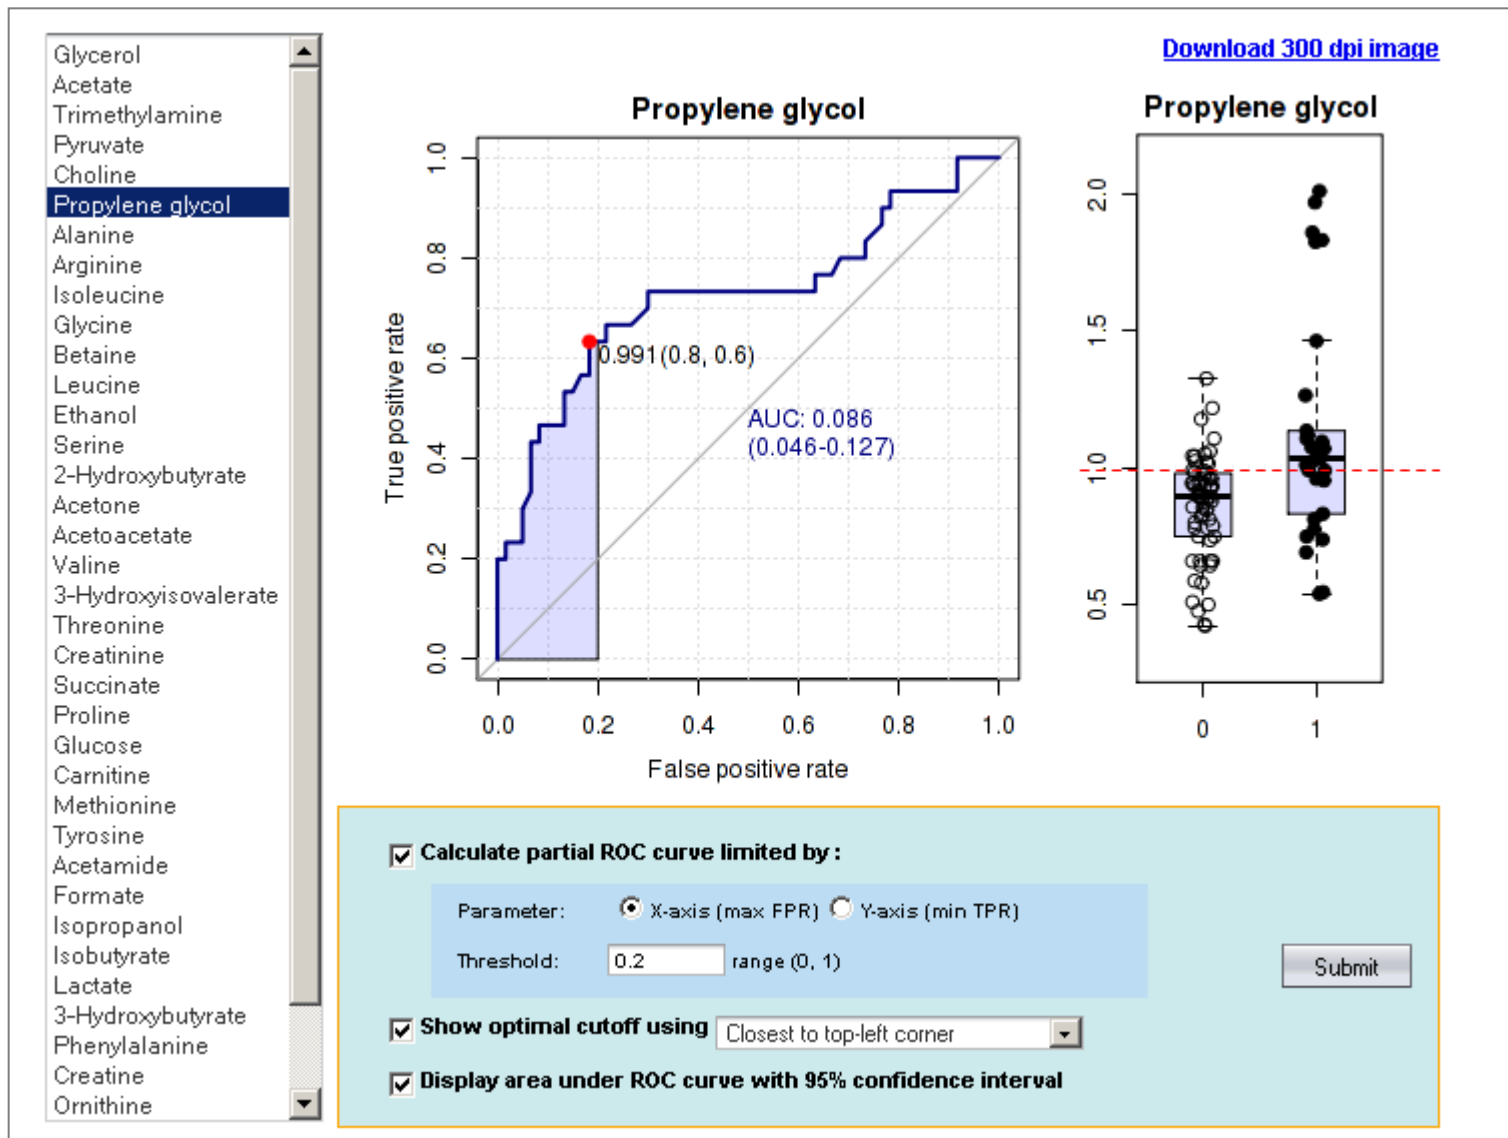 Glycerol
Acetate
Trimethylamine
Pyruvate
Choline
Propylene glycol
Alanine
Arginine
Isoleucine
Glycine
Betaine
Leucine
Ethanol
Serine
2-Hydroxybutyrate
Acetone
Acetoacetate
Valine
3-Hydroxyisovalerate
Threonine
Creatinine
Succinate
Proline
Glucose
Carnitine
Methionine
Tyrosine
Acetamide
Formate
Isopropanol
Isobutyrate
Lactate
3-Hydroxybutyrate
Phenylalanine
Creatine
Ornithine
Download 300 dpi image
Propylene glycol
True positive rate
1.0
0.8
0.6
0.4
0.2
0.0
0.991(0.8, 0.6)
AUC: 0.086
(0.046-0.127)
0.0 0.2 0.4 0.6 0.8 1.0
False positive rate
Propylene glycol
2.0
1.5
1.0
0.5
0 1
Calculate partial ROC curve limited by :
Parameter: X-axis (max FPR) Y-axis (min TPR)
Threshold: 0.2 range (0, 1)
Submit
Show optimal cutoff using Closest to top-left corner
Display area under ROC curve with 95% confidence interval